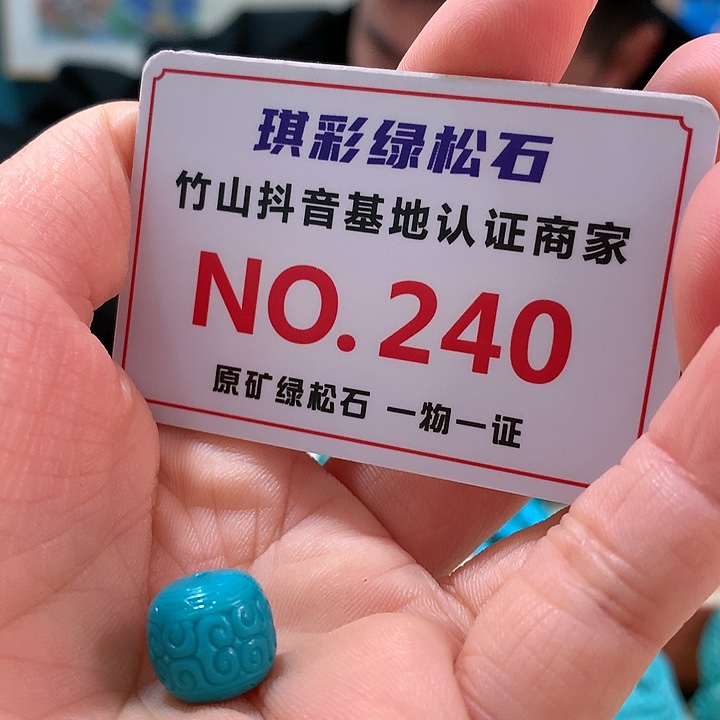 琪彩绿松石
竹山抖音基地认证商家
NO.240
原矿绿松石 一物一证